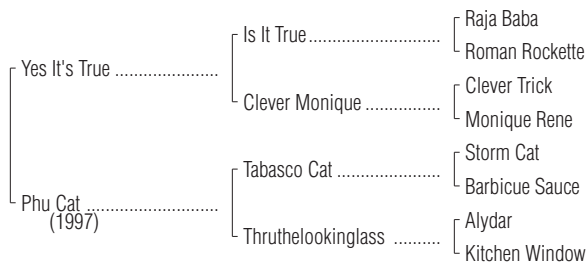 Raja Baba
Is It True
Roman Rockette
Yes It's True
Clever Trick
Clever Monique
Monique Rene
Storm Cat
Tabasco Cat
Barbicue Sauce
Phu Cat
(1997)
Alydar
Thruthelookinglass
Kitchen Window